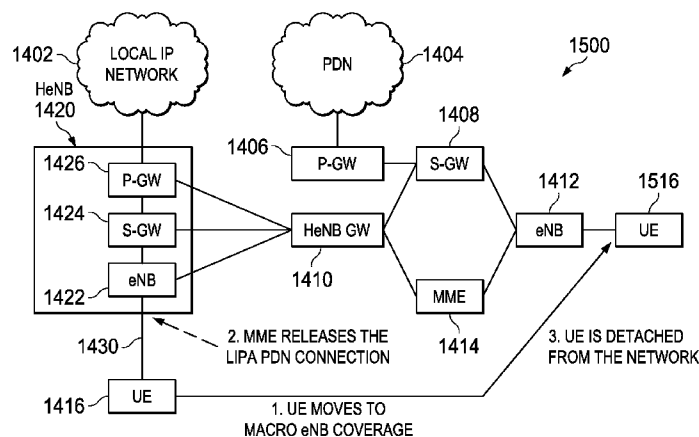 1402
LOCAL IP
NETWORK
PDN
1404
1500
HeNB
1420
1408
1406
1426
P-GW
P-GW
S-GW
1412
1516
1424
S-GW
HeNB GW
eNB
UE
1410
1422
eNB
MME
1414
1430
2. MME RELEASES THE
LIPA PDN CONNECTION
3. UE IS DETACHED
FROM THE NETWORK
1416
UE
1. UE MOVES TO
MACRO eNB COVERAGE